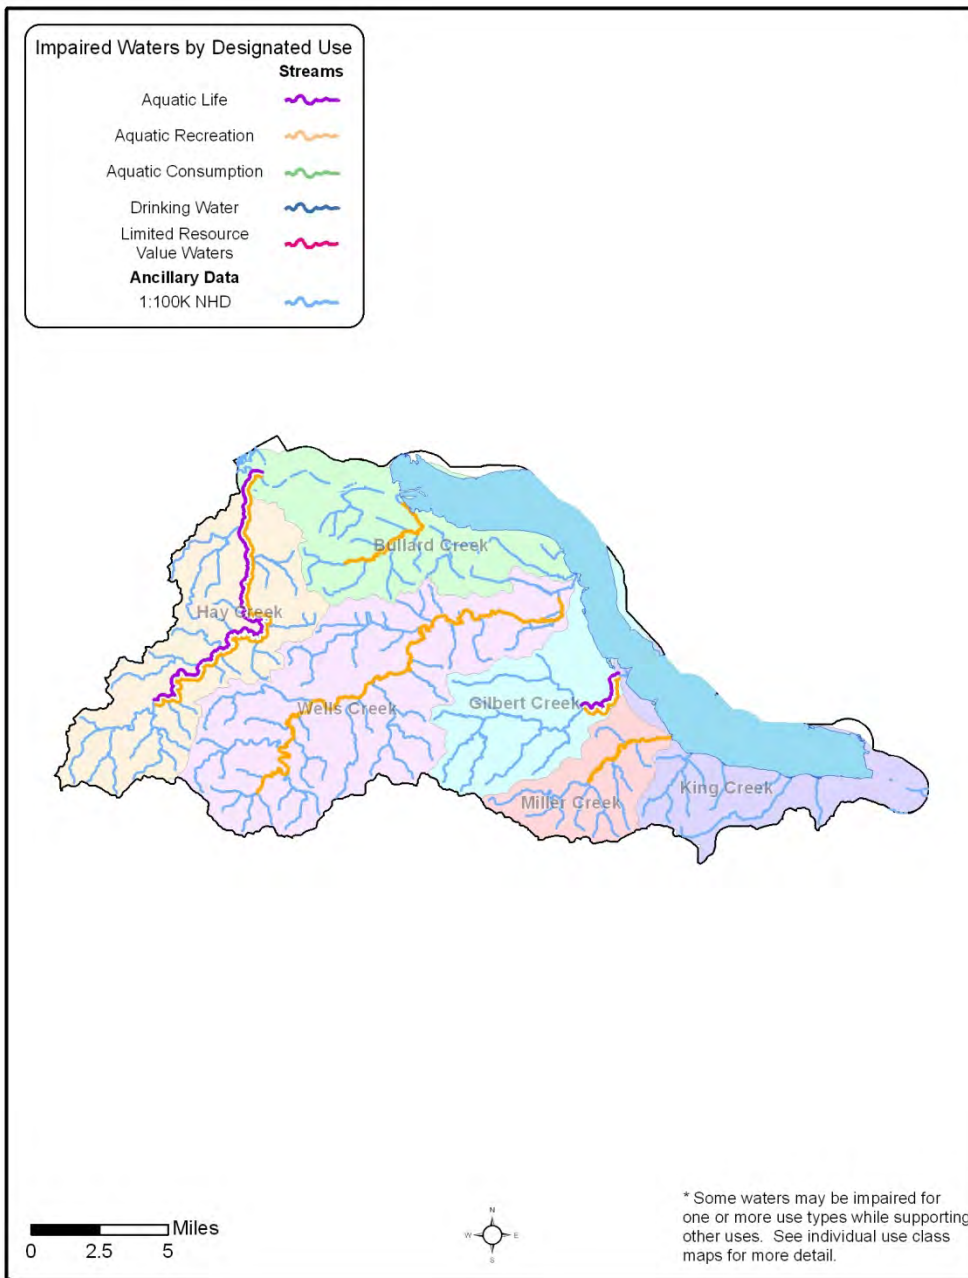 Impaired Waters by Designated Use
Streams
Aquatic Life
Aquatic Recreation
Aquatic Consumption
Drinking Water
Limited Resource
Value Waters
Ancillary Data
1:100K NHD
Bullard Creek
Hay Creek
Wells Creek
Gilbert Creek
Miller Creek
King Creek
Miles
0 2.5 5
N
W E
S
* Some waters may be impaired for
one or more use types while supporting
other uses. See individual use class
maps for more detail.